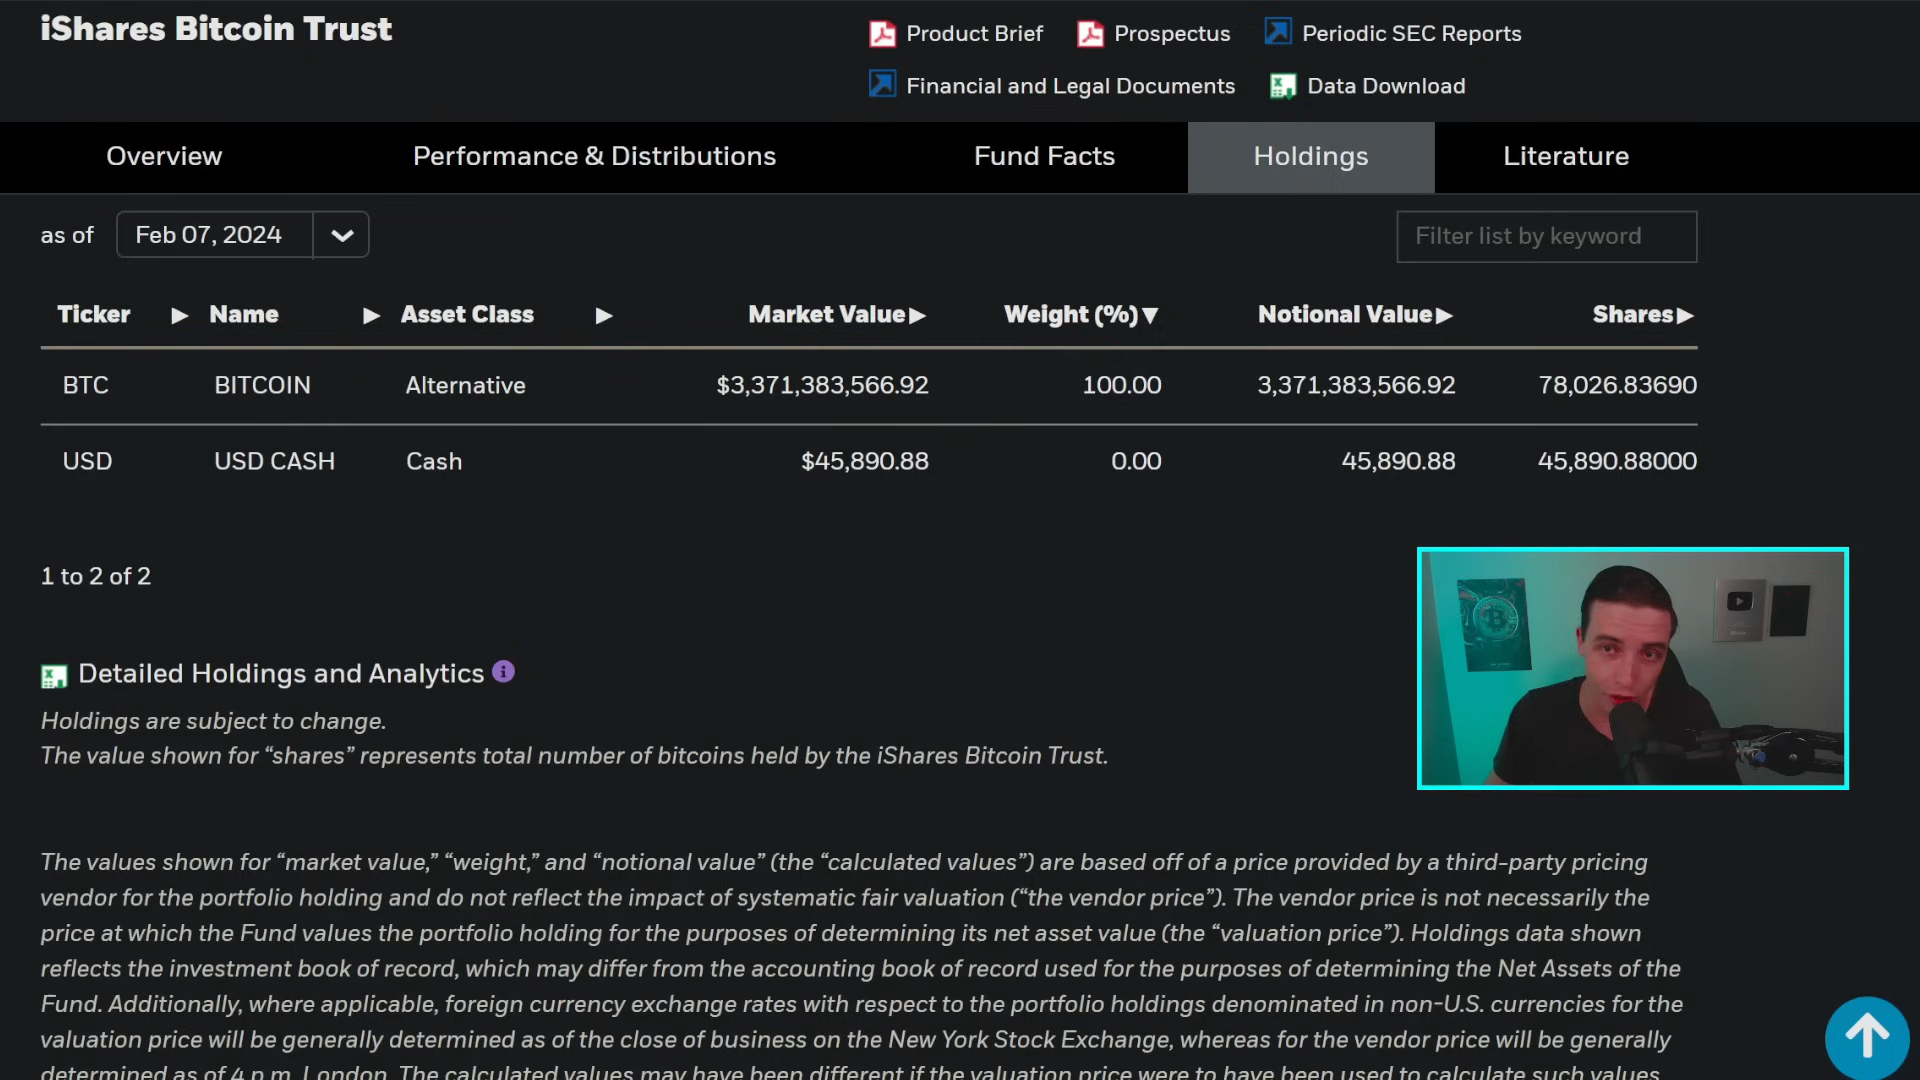 iShares Bitcoin Trust
Product Brief Prospectus Periodic SEC Reports
Financial and Legal Documents Data Download
Overview Performance & Distributions Fund Facts Holdings Literature
as of Feb 07, 2024 Filter list by keyword
Ticker ▶ Name ▶ Asset Class ▶ Market Value▶ Weight (%)▼ Notional Value▶ Shares▶
BTC BITCOIN Alternative $3,371,383,566.92 100.00 3,371,383,566.92 78,026.83690
USD USD CASH Cash $45,890.88 0.00 45,890.88 45,890.88000
1 to 2 of 2
Detailed Holdings and Analytics
Holdings are subject to change.
The value shown for “shares” represents total number of bitcoins held by the iShares Bitcoin Trust.
The values shown for “market value,” “weight,” and “notional value” (the “calculated values”) are based off of a price provided by a third-party pricing
vendor for the portfolio holding and do not reflect the impact of systematic fair valuation (“the vendor price”). The vendor price is not necessarily the
price at which the Fund values the portfolio holding for the purposes of determining its net asset value (the “valuation price”). Holdings data shown
reflects the investment book of record, which may differ from the accounting book of record used for the purposes of determining the Net Assets of the
Fund. Additionally, where applicable, foreign currency exchange rates with respect to the portfolio holdings denominated in non-U.S. currencies for the
valuation price will be generally determined as of the close of business on the New York Stock Exchange, whereas for the vendor price will be generally
determined as of 4 p.m. London. The calculated values may have been different if the valuation price were to have been used to calculate such values.